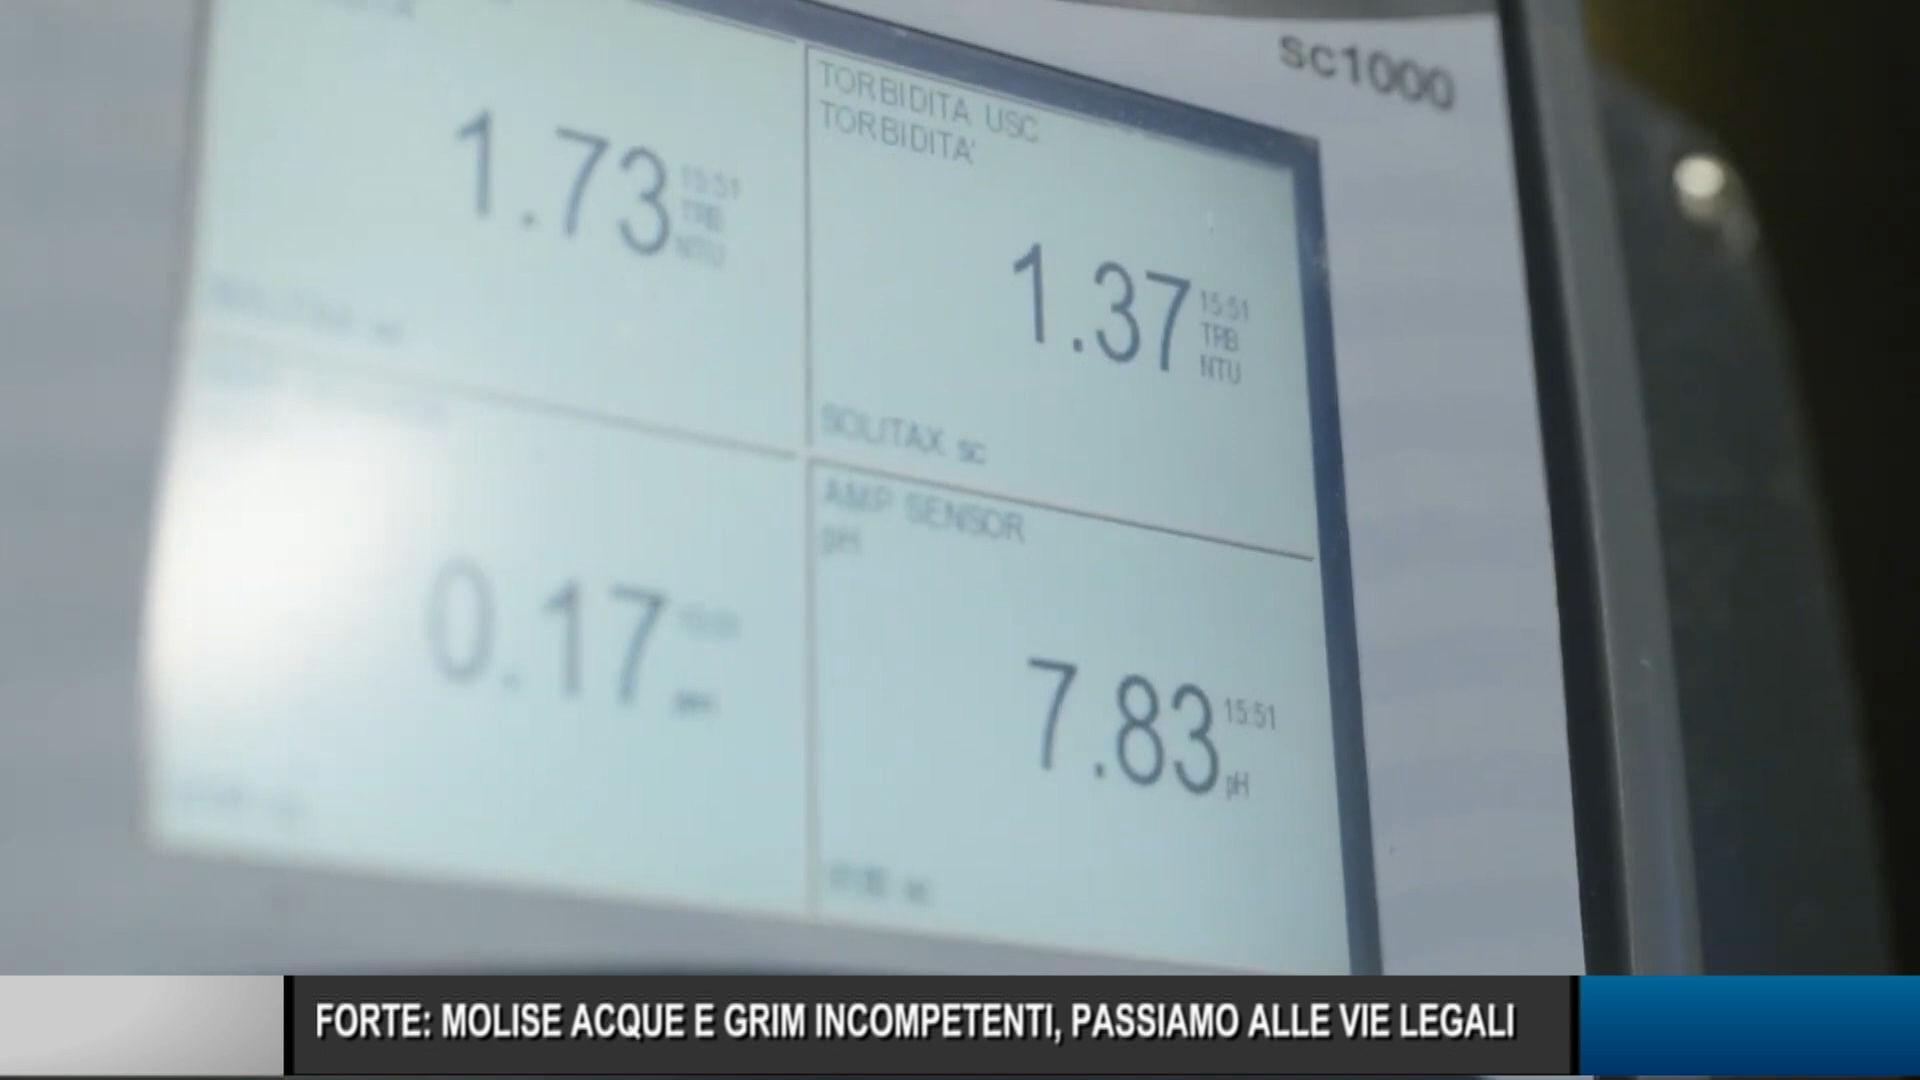 sc1000
1.73
15:51
TRB
NTU
TORBIDITA USC
TORBIDITA'
1.37
15:51
TRB
NTU
SOLITAX sc
0.17
AMP SENSOR
pH
7.83
15:51
pH
FORTE: MOLISE ACQUE E GRIM INCOMPETENTI, PASSIAMO ALLE VIE LEGALI